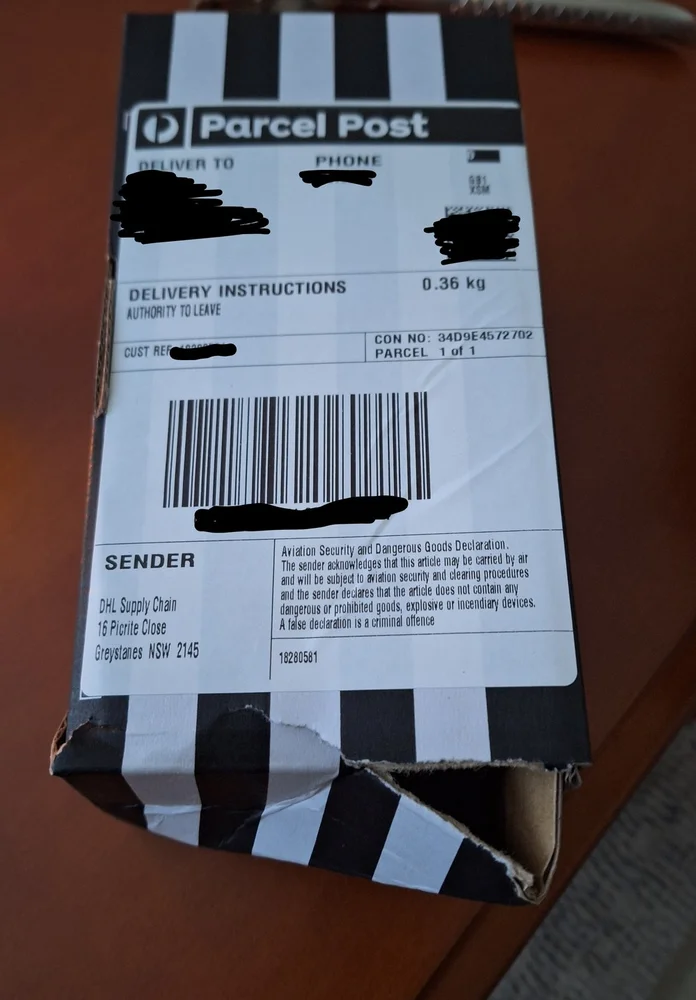 Parcel Post
DELIVER TO PHONE
XSM
DELIVERY INSTRUCTIONS 0.36 kg
AUTHORITY TO LEAVE
CUST REF
CON NO: 34D9E4572702
PARCEL 1 of 1
SENDER
DHL Supply Chain
16 Picrite Close
Greystanes NSW 2145
Aviation Security and Dangerous Goods Declaration.
The sender acknowledges that this article may be carried by air
and will be subject to aviation security and clearing procedures
and the sender declares that the article does not contain any
dangerous or prohibited goods, explosive or incendiary devices.
A false declaration is a criminal offence
18280581